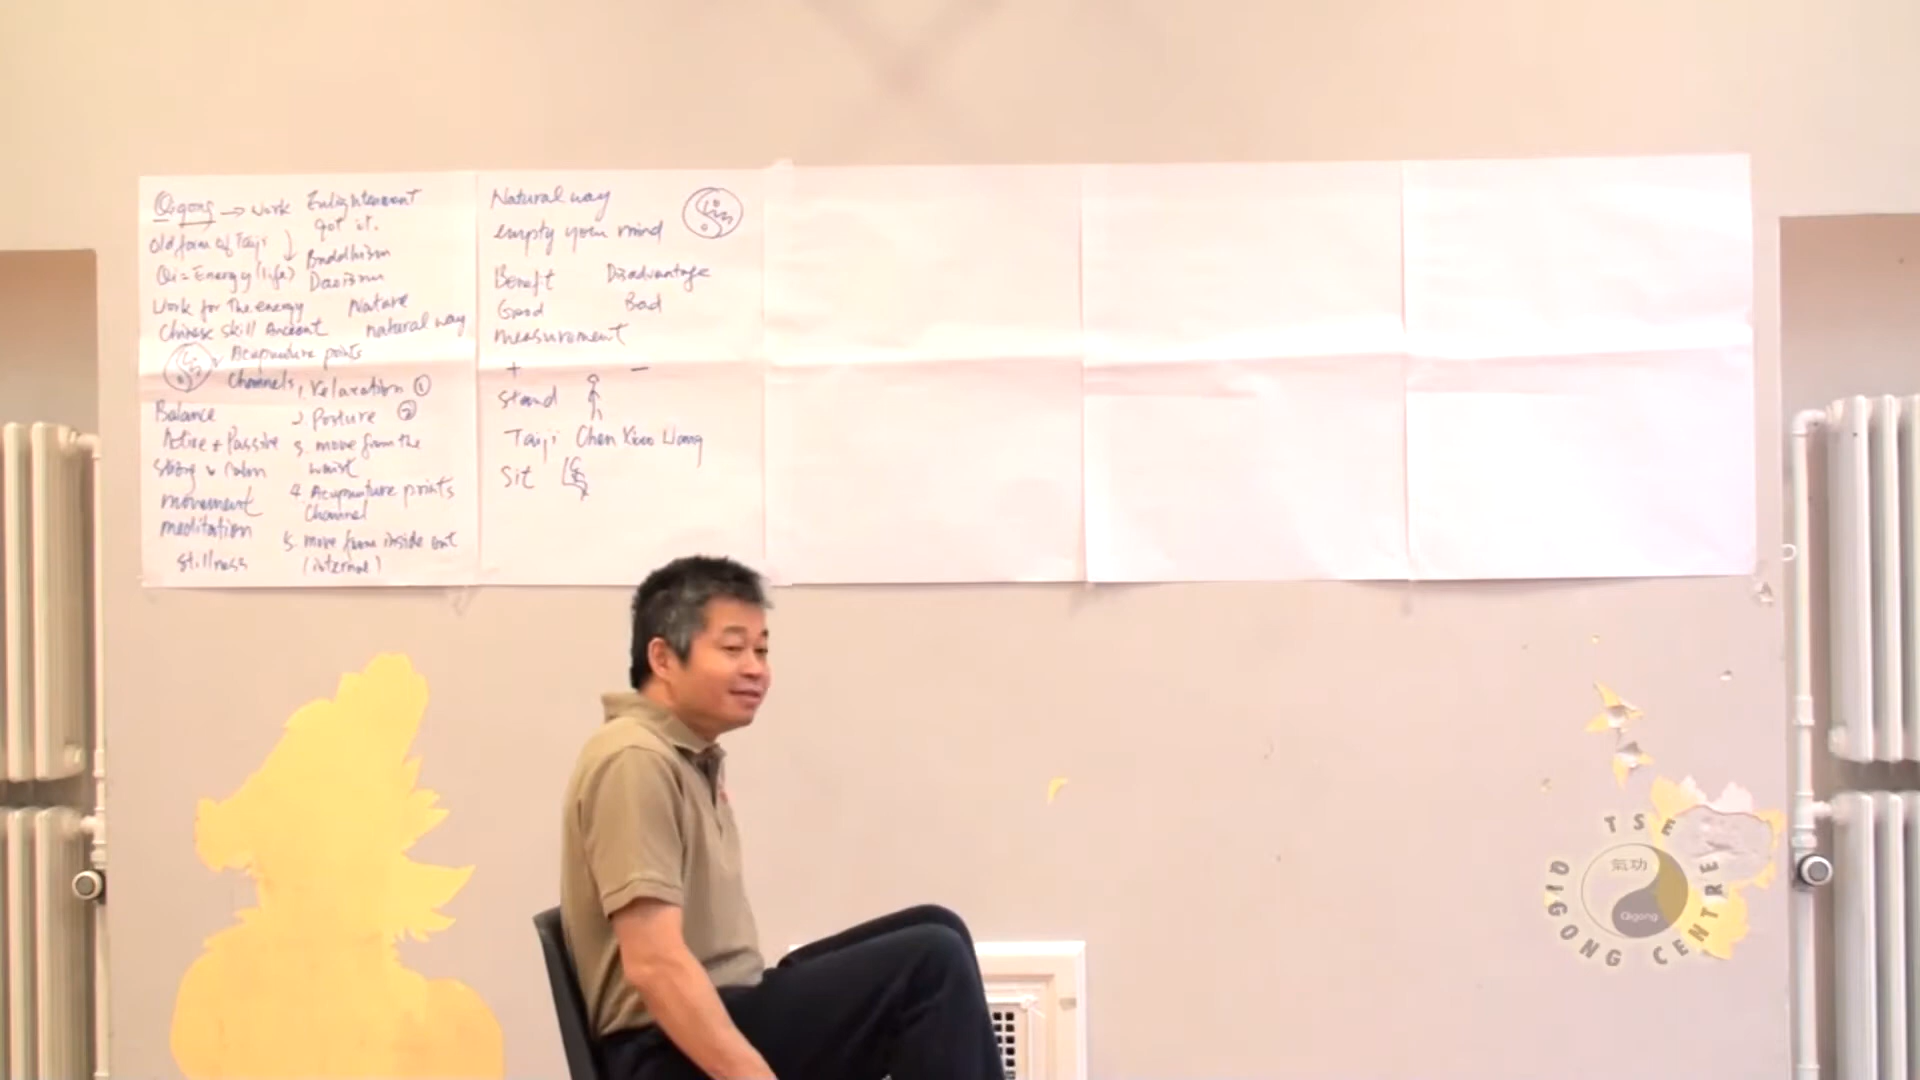 Qigong → work
Old form of Taiji ↓
Qi = Energy (life)
Work for The energy
Chinese skill Ancient
Acupuncture points
Channels
Balance
Active + Passive
Strong Calm
movement
meditation
stillness
Enlightenment
got it.
Buddhism
Daoism
Nature
natural way
1. relaxation ①
2. Posture ②
3. move from the
waist
4. Acupuncture points
Channel
5. move from inside out
(internal)
Natural way
empty your mind
Benefit Disadvantage
Good Bad
measurement
+ −
Stand
Taiji Chen Xiao Wang
Sit
TSE
QIGONG CENTRE
氣功
Qigong